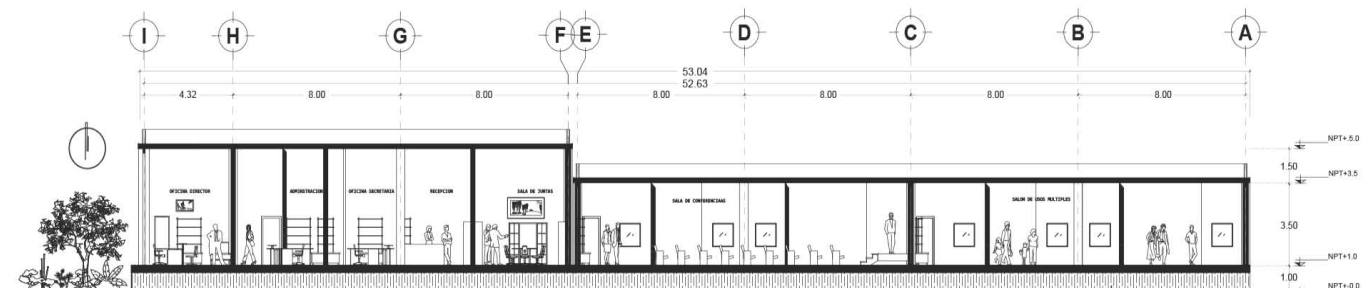 I H G F E D C B A
53.04
52.63
4.32 8.00 8.00 8.00 8.00 8.00 8.00
NPT+.5.0
1.50
NPT+3.5
OFICINA DIRECTOR ADMINISTRACION OFICINA SECRETARIA RECEPCION SALA DE JUNTAS
SALA DE CONFERENCIAAS SALON DE USOS MULTIPLES
3.50
NPT+1.0
1.00
NPT+-0.0